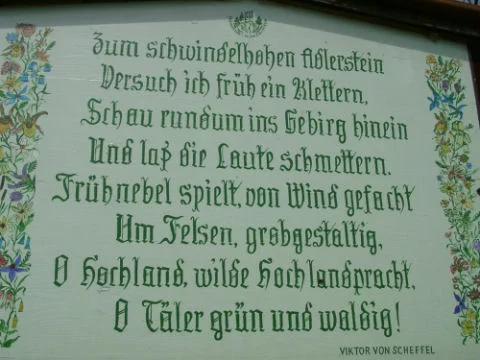 Zum schwindelhohen Adlerstein
Versuch ich früh ein Klettern,
Schau rundum ins Gebirg hinein
Und laß die Laute schmettern.
Frühnebel spielt, von Wind gefacht
Um Felsen, grobgestaltig,
O Hochland, wilde Hochlandpracht,
O Täler grün und waldig!
VIKTOR VON SCHEFFEL